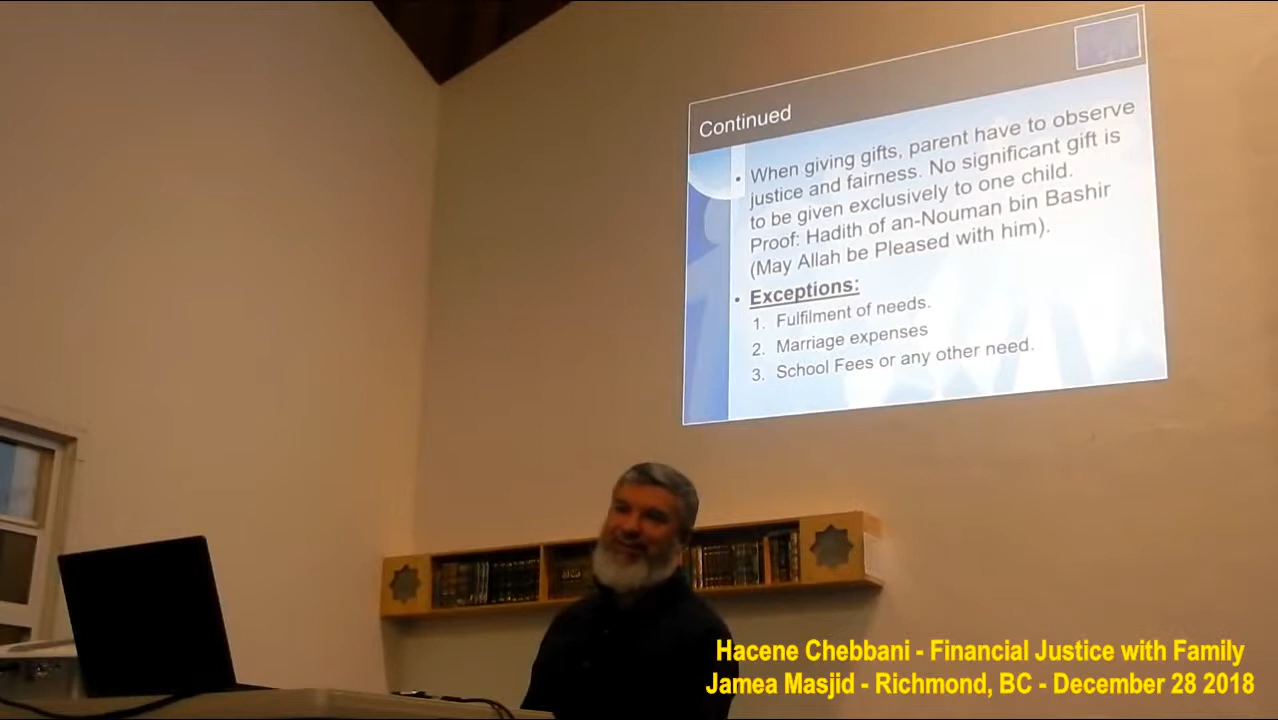 Continued
• When giving gifts, parent have to observe
justice and fairness. No significant gift is
to be given exclusively to one child.
Proof: Hadith of an-Nouman bin Bashir
(May Allah be Pleased with him).
• Exceptions:
1. Fulfilment of needs.
2. Marriage expenses
3. School Fees or any other need.
Hacene Chebbani - Financial Justice with Family
Jamea Masjid - Richmond, BC - December 28 2018